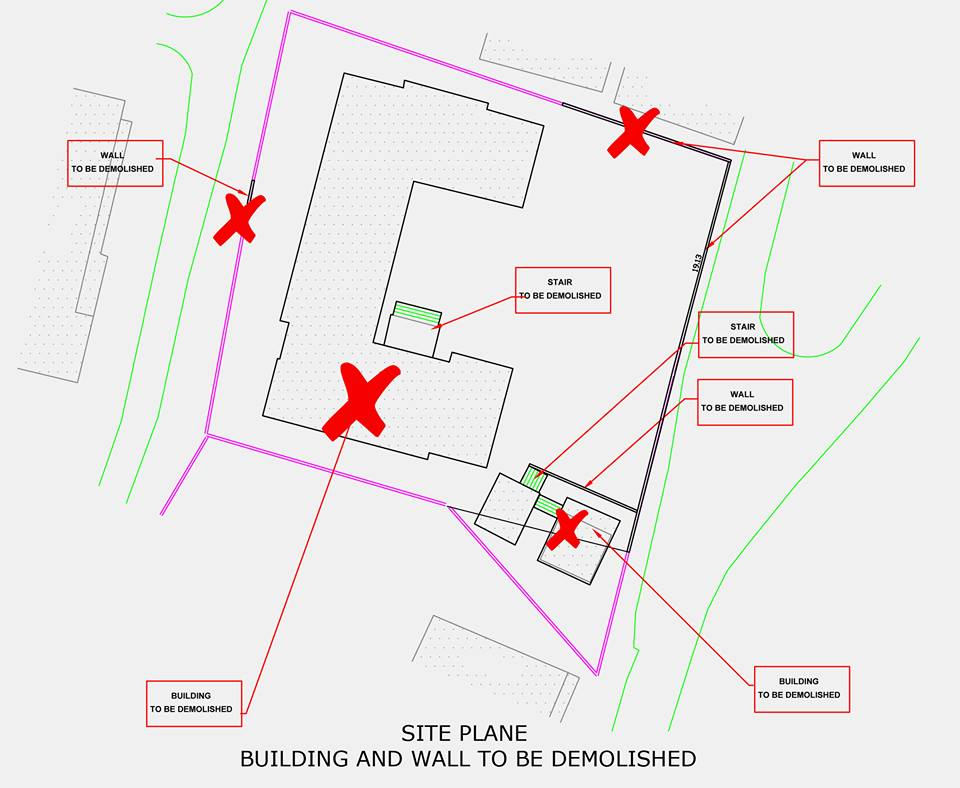 WALL
TO BE DEMOLISHED
WALL
TO BE DEMOLISHED
19.13
STAIR
TO BE DEMOLISHED
STAIR
TO BE DEMOLISHED
WALL
TO BE DEMOLISHED
BUILDING
TO BE DEMOLISHED
BUILDING
TO BE DEMOLISHED
SITE PLANE
BUILDING AND WALL TO BE DEMOLISHED